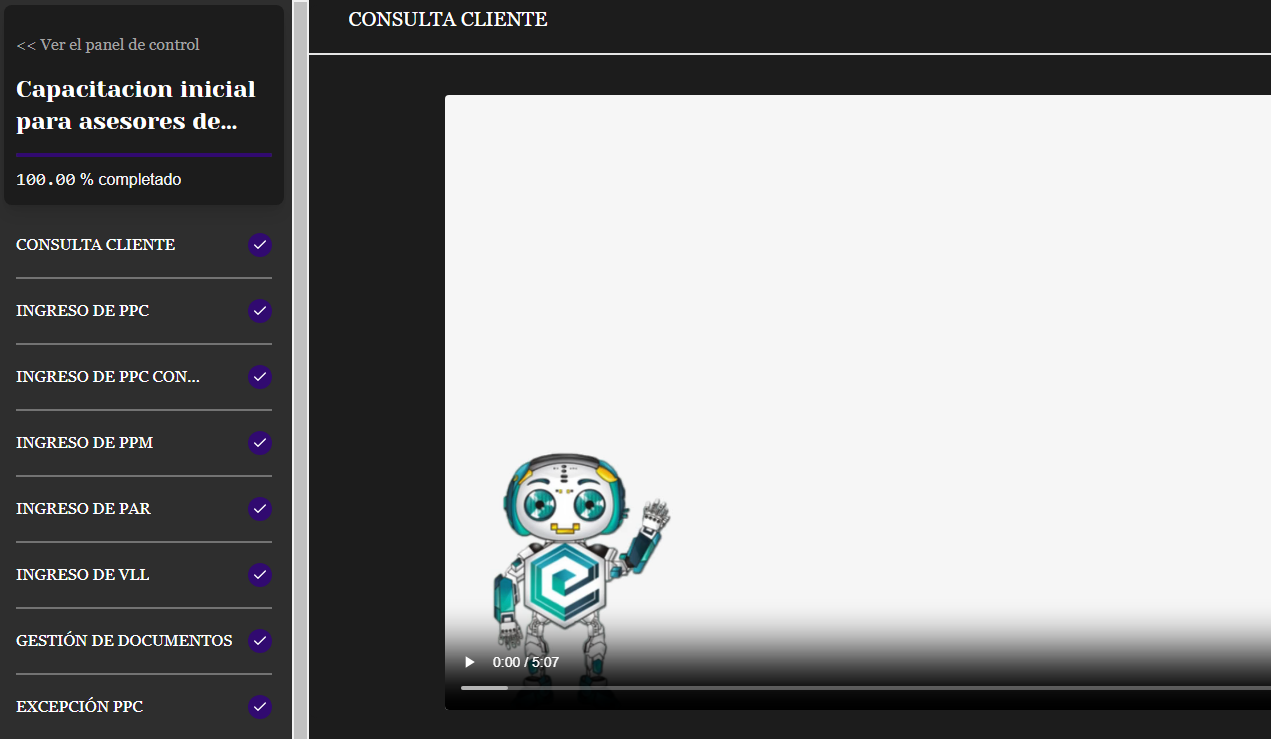 << Ver el panel de control
Capacitacion inicial
para asesores de...
100.00 % completado
CONSULTA CLIENTE
INGRESO DE PPC
INGRESO DE PPC CON...
INGRESO DE PPM
INGRESO DE PAR
INGRESO DE VLL
GESTIÓN DE DOCUMENTOS
EXCEPCIÓN PPC
CONSULTA CLIENTE
0:00 / 5:07